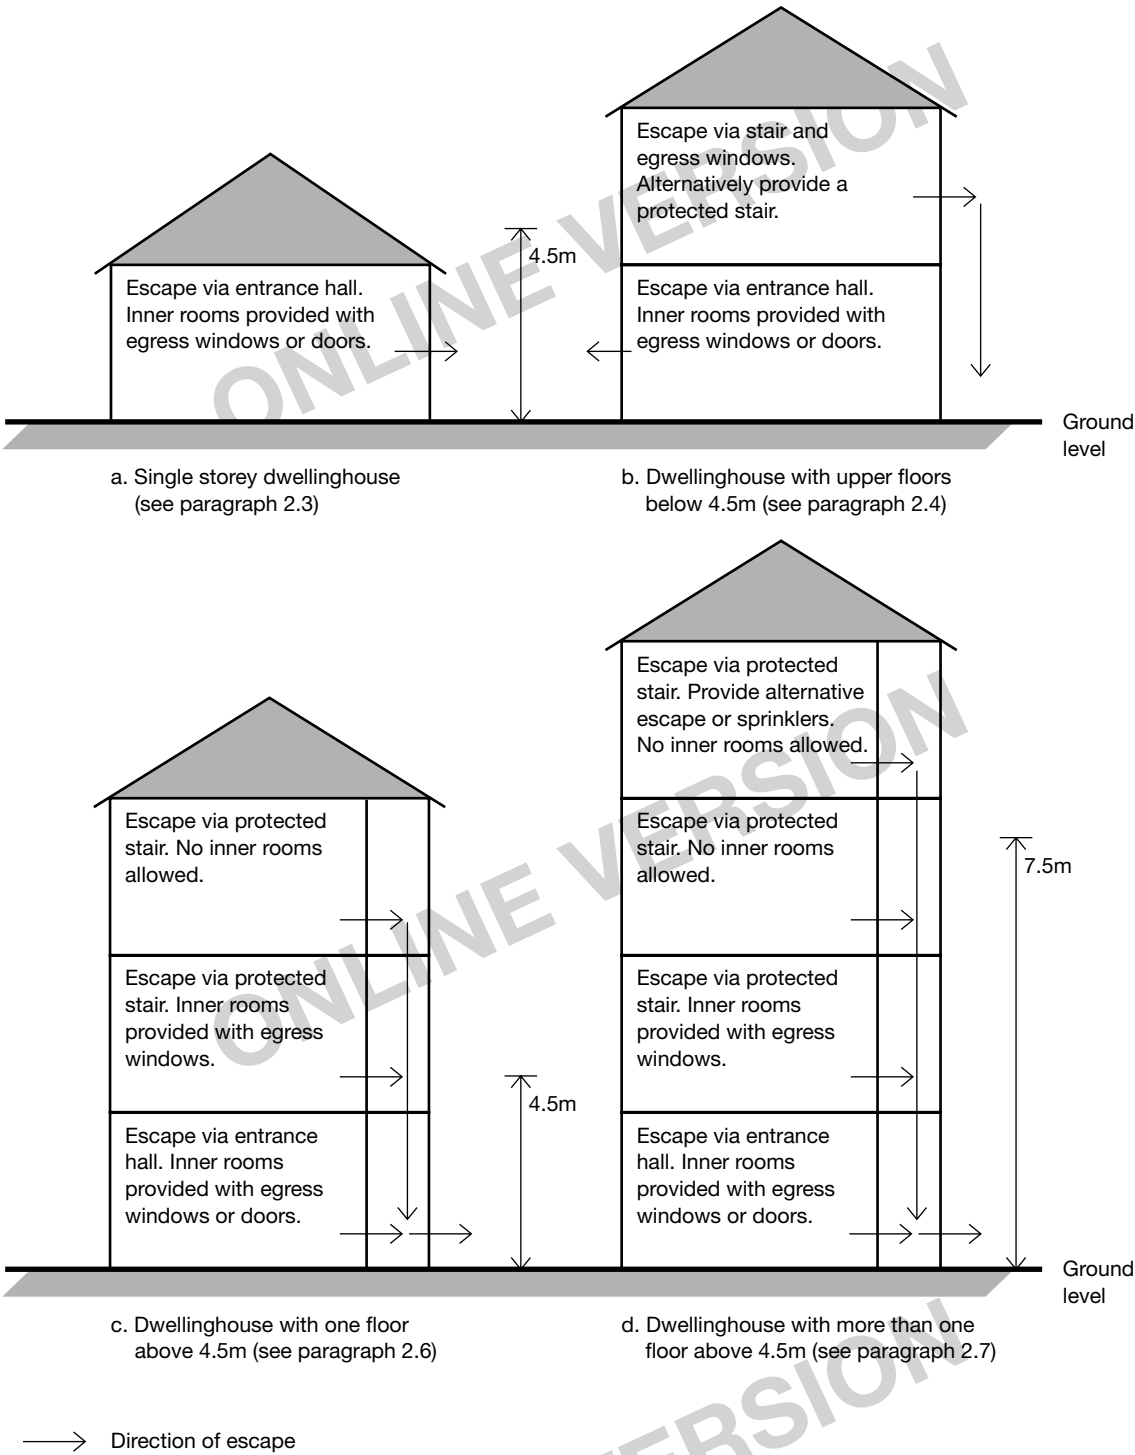 Escape via stair and
egress windows.
Alternatively provide a
protected stair.
4.5m
Escape via entrance hall.
Inner rooms provided with
egress windows or doors.
Escape via entrance hall.
Inner rooms provided with
egress windows or doors.
ONLINE VERSION
Ground
level
a. Single storey dwellinghouse
(see paragraph 2.3)
b. Dwellinghouse with upper floors
below 4.5m (see paragraph 2.4)
Escape via protected
stair. No inner rooms
allowed.
Escape via protected
stair. Inner rooms
provided with egress
windows.
Escape via entrance
hall. Inner rooms
provided with egress
windows or doors.
4.5m
Escape via protected
stair. Provide alternative
escape or sprinklers.
No inner rooms allowed.
Escape via protected
stair. No inner rooms
allowed.
Escape via protected
stair. Inner rooms
provided with egress
windows.
Escape via entrance
hall. Inner rooms
provided with egress
windows or doors.
7.5m
ONLINE VERSION
Ground
level
c. Dwellinghouse with one floor
above 4.5m (see paragraph 2.6)
d. Dwellinghouse with more than one
floor above 4.5m (see paragraph 2.7)
VERSION
Direction of escape